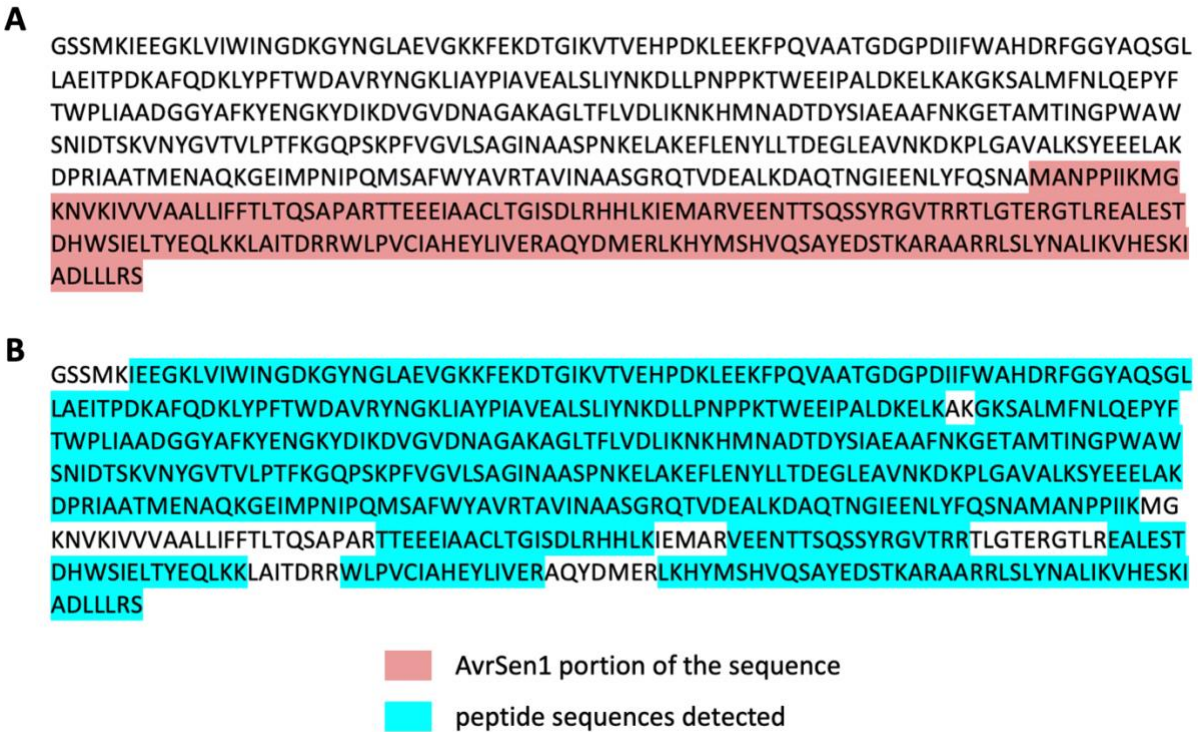 A
GSSMKIEEGKLVIWINGDKGYNGLAEVGKKFEKDTGIKVTVEHPDKLEEKFPQVAATGDGPDIIFWAHDRFGGYAQSGL
LAEITPDKAFQDKLYPFTWDAVRYNGKLIAYPIAVEALSLIYNKDLLPNPPKTWEEIPALDKELKAKGKSALMFNLQEPYF
TWPLIAADGGYAFKYENGKYDIKDVGVDNAGAKAGLTFLVDLIKNKHMNADTDYSIAEAAFNKGETAMTINGPWAW
SNIDTSKVNYGVTVLPTFKGQPSKPFVGVLSAGINAASPNKELAKEFLENYLLTDEGLEAVNKDKPLGAVALKSYEEELAK
DPRIAATMENAQKGEIMPNIPQMSAFWYAVRTAVINAASGRQTVDEALKDAQTNGIEENLYFQSNAMANPPIIKMG
KNVKIVVVAALLIFFTLTQSAPARTTEEEIAACLTGISDLRHHLKIEMARVEENTTSQSSYRGVTRRTLGTERGTLREALEST
DHWSIELTYEQLKKLAITDRRWLPVCIAHEYLIVERAQYDMERLKHYMSHVQSAYEDSTKARAARRLSLYNALIKVHESKI
ADLLLRS
B
GSSMKIEEGKLVIWINGDKGYNGLAEVGKKFEKDTGIKVTVEHPDKLEEKFPQVAATGDGPDIIFWAHDRFGGYAQSGL
LAEITPDKAFQDKLYPFTWDAVRYNGKLIAYPIAVEALSLIYNKDLLPNPPKTWEEIPALDKELKAKGKSALMFNLQEPYF
TWPLIAADGGYAFKYENGKYDIKDVGVDNAGAKAGLTFLVDLIKNKHMNADTDYSIAEAAFNKGETAMTINGPWAW
SNIDTSKVNYGVTVLPTFKGQPSKPFVGVLSAGINAASPNKELAKEFLENYLLTDEGLEAVNKDKPLGAVALKSYEEELAK
DPRIAATMENAQKGEIMPNIPQMSAFWYAVRTAVINAASGRQTVDEALKDAQTNGIEENLYFQSNAMANPPIIKMG
KNVKIVVVAALLIFFTLTQSAPARTTEEEIAACLTGISDLRHHLKIEMARVEENTTSQSSYRGVTRRTLGTERGTLREALEST
DHWSIELTYEQLKKLAITDRRWLPVCIAHEYLIVERAQYDMERLKHYMSHVQSAYEDSTKARAARRLSLYNALIKVHESKI
ADLLLRS
AvrSen1 portion of the sequence
peptide sequences detected